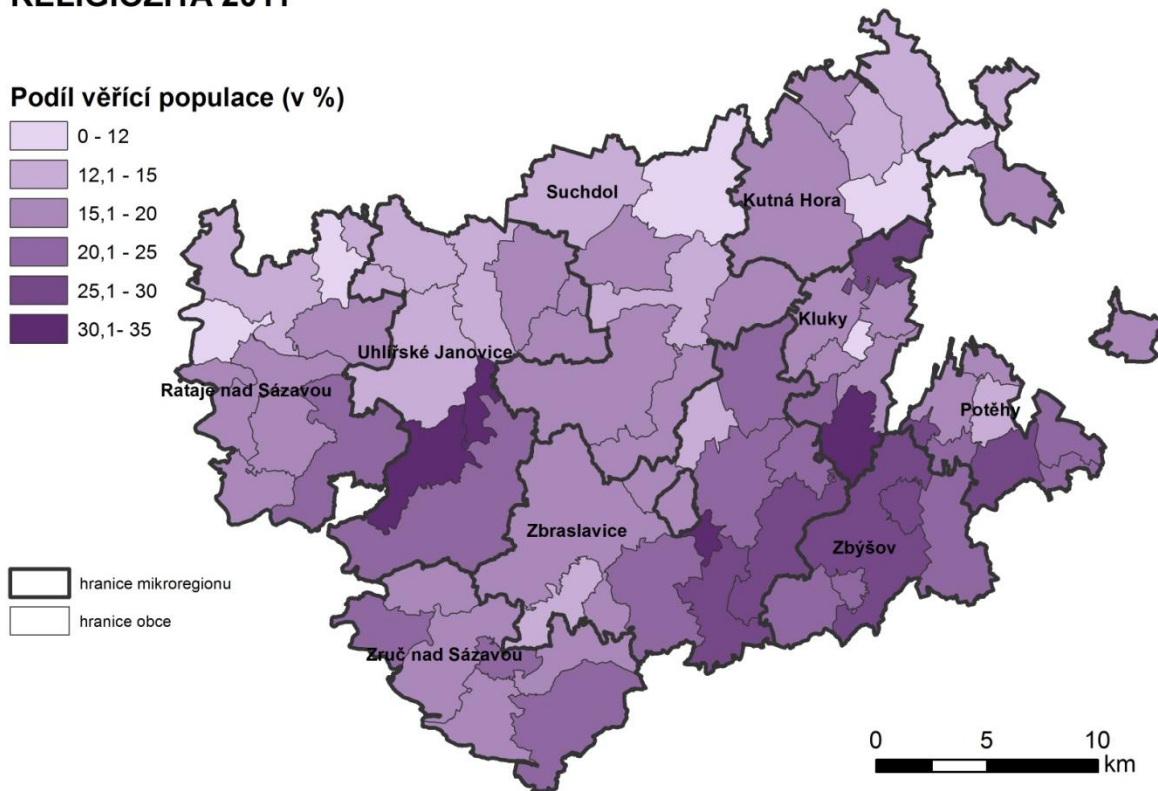 RELIGIOZITA 2011
Podíl věřící populace (v %)
0 - 12
12,1 - 15
15,1 - 20
20,1 - 25
25,1 - 30
30,1- 35
Suchdol
Kutná Hora
Kluky
Uhlířské Janovice
Rataje nad Sázavou
Potěhy
Zbraslavice
Zbýšov
Zruč nad Sázavou
hranice mikroregionu
hranice obce
0 5 10
km